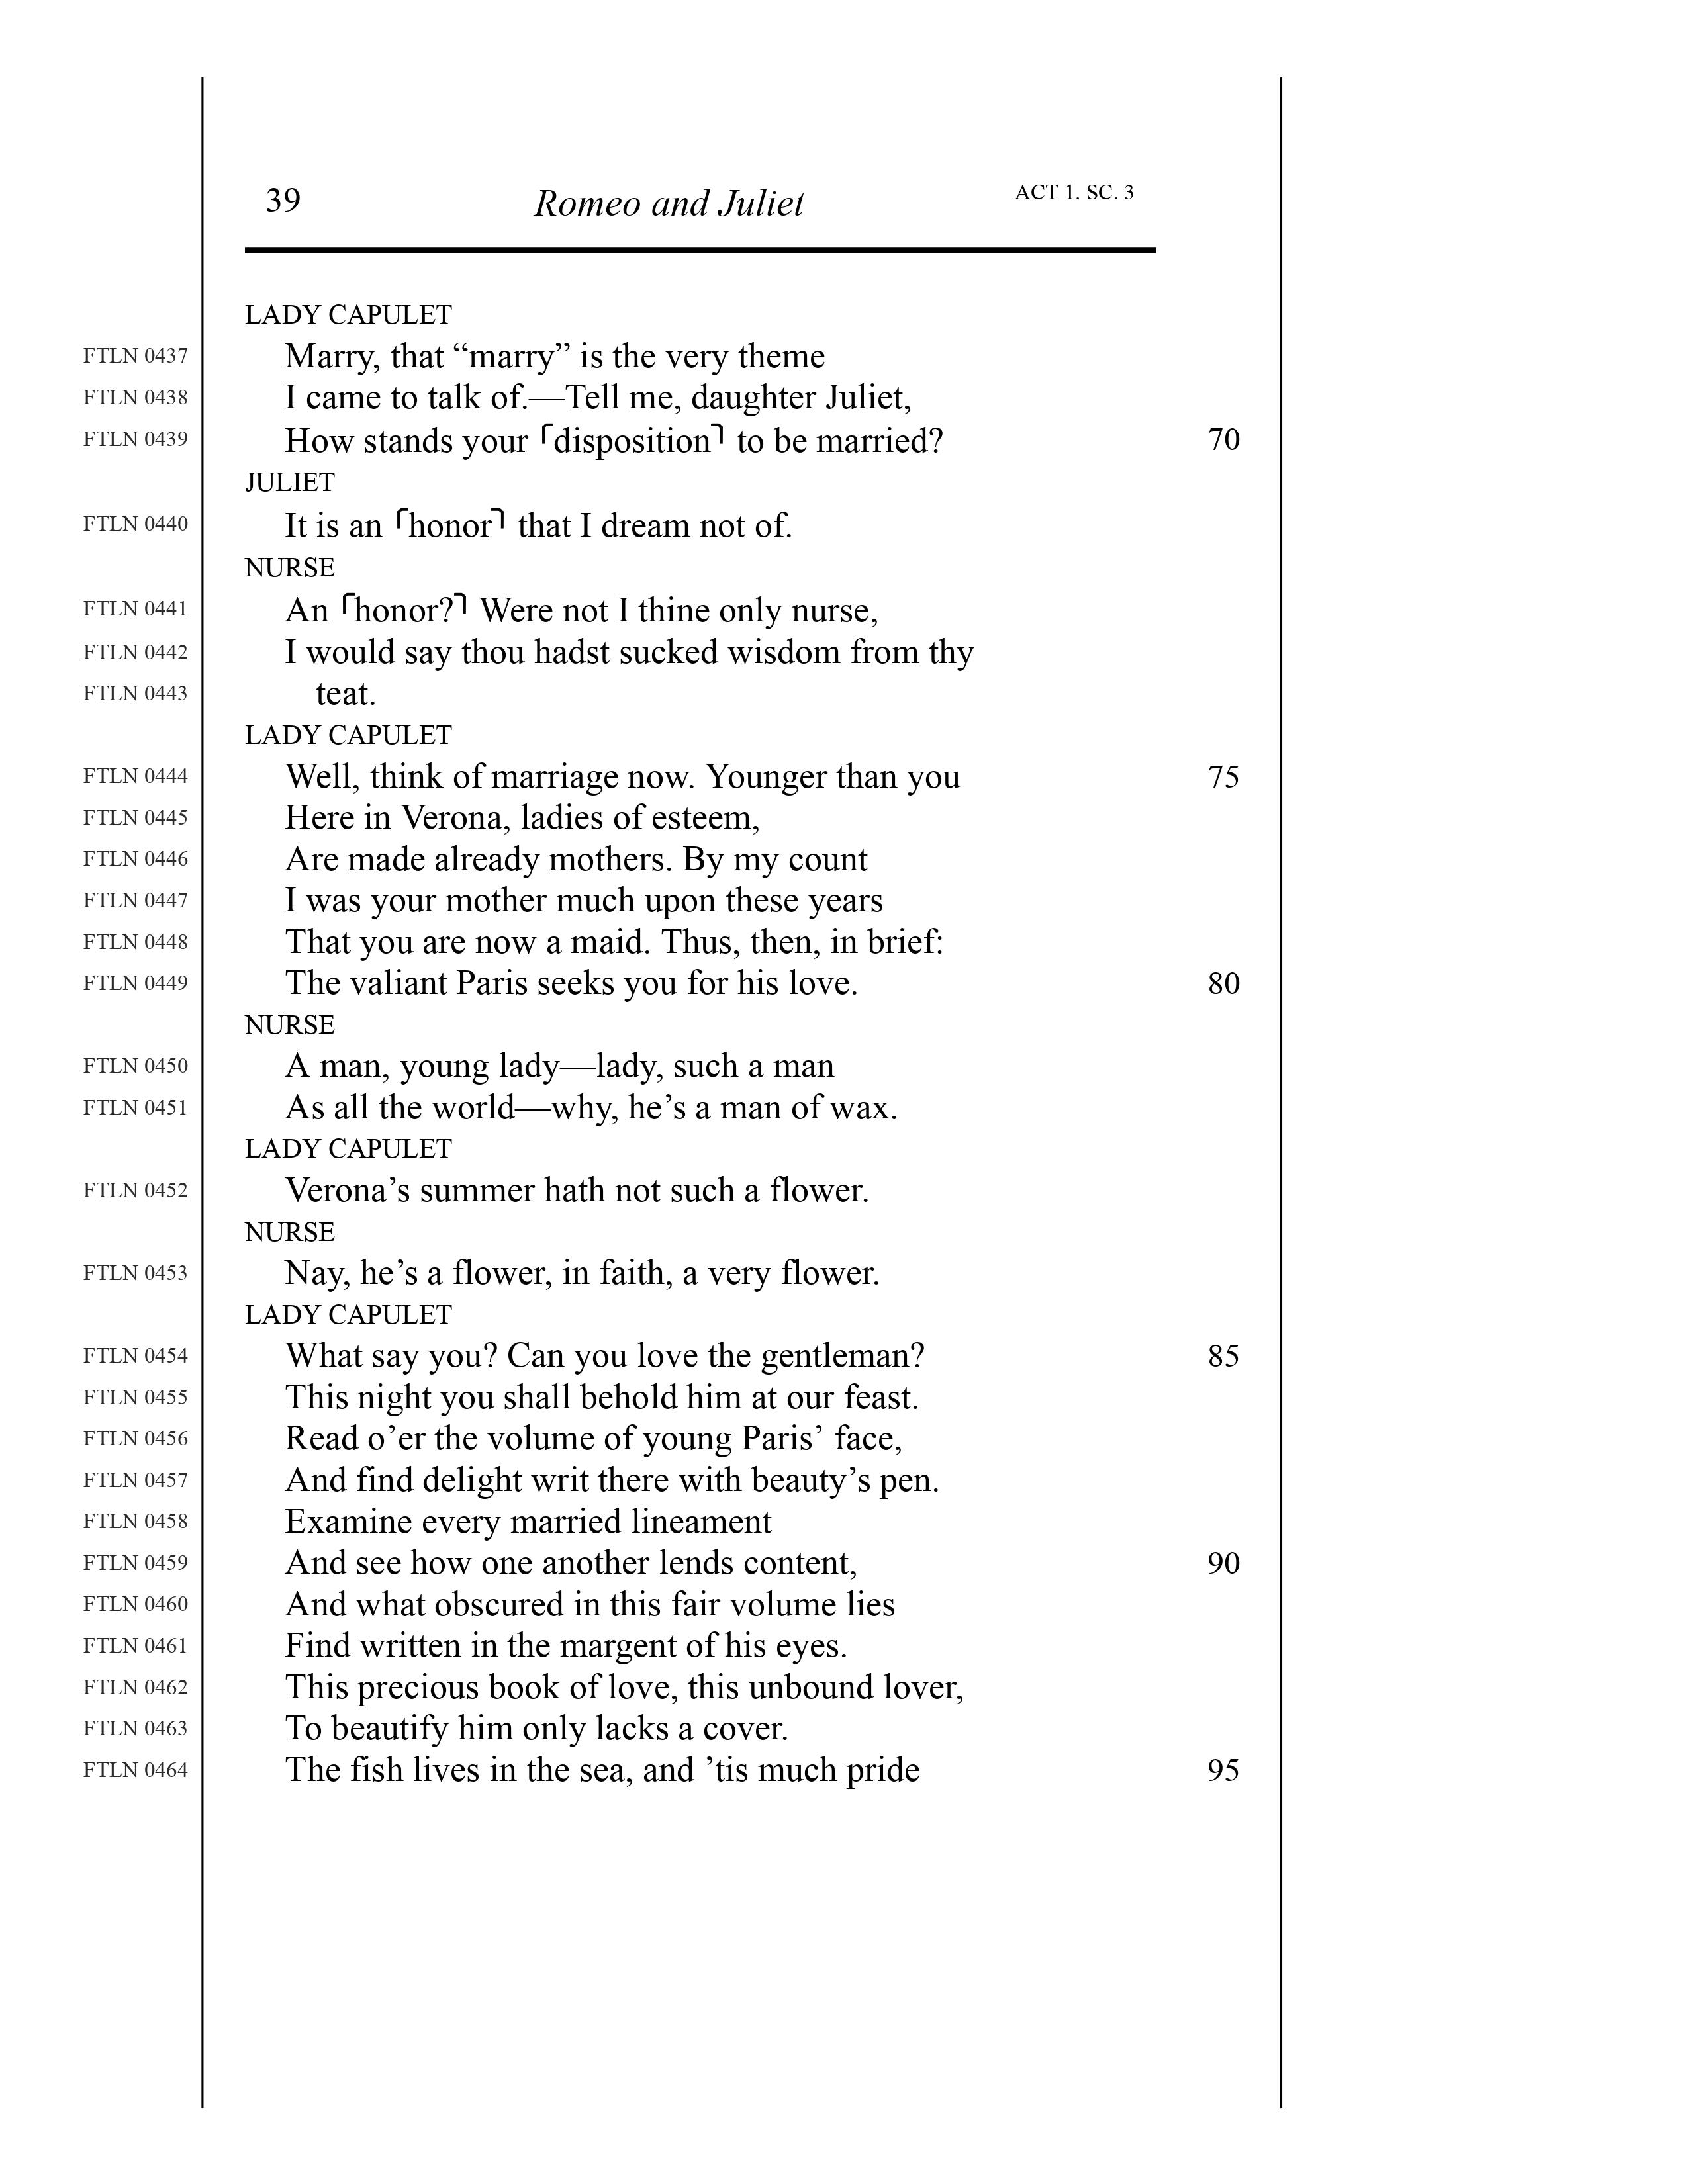 39 Romeo and Juliet ACT 1. SC. 3
LADY CAPULET
FTLN 0437 Marry, that “marry” is the very theme
FTLN 0438 I came to talk of.—Tell me, daughter Juliet,
FTLN 0439 How stands your ⌜disposition⌝ to be married? 70
JULIET
FTLN 0440 It is an ⌜honor⌝ that I dream not of.
NURSE
FTLN 0441 An ⌜honor?⌝ Were not I thine only nurse,
FTLN 0442 I would say thou hadst sucked wisdom from thy
FTLN 0443 teat.
LADY CAPULET
FTLN 0444 Well, think of marriage now. Younger than you 75
FTLN 0445 Here in Verona, ladies of esteem,
FTLN 0446 Are made already mothers. By my count
FTLN 0447 I was your mother much upon these years
FTLN 0448 That you are now a maid. Thus, then, in brief:
FTLN 0449 The valiant Paris seeks you for his love. 80
NURSE
FTLN 0450 A man, young lady—lady, such a man
FTLN 0451 As all the world—why, he’s a man of wax.
LADY CAPULET
FTLN 0452 Verona’s summer hath not such a flower.
NURSE
FTLN 0453 Nay, he’s a flower, in faith, a very flower.
LADY CAPULET
FTLN 0454 What say you? Can you love the gentleman? 85
FTLN 0455 This night you shall behold him at our feast.
FTLN 0456 Read o’er the volume of young Paris’ face,
FTLN 0457 And find delight writ there with beauty’s pen.
FTLN 0458 Examine every married lineament
FTLN 0459 And see how one another lends content, 90
FTLN 0460 And what obscured in this fair volume lies
FTLN 0461 Find written in the margent of his eyes.
FTLN 0462 This precious book of love, this unbound lover,
FTLN 0463 To beautify him only lacks a cover.
FTLN 0464 The fish lives in the sea, and ’tis much pride 95